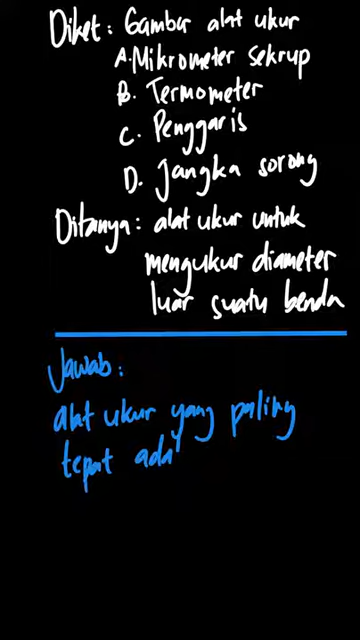 Diket: Gambar alat ukur
A. Mikrometer sekrup
B. Termometer
C. Penggaris
D. Jangka sorong
Ditanya: alat ukur untuk
mengukur diameter
luar suatu benda
Jawab:
alat ukur yang paling
tepat ada